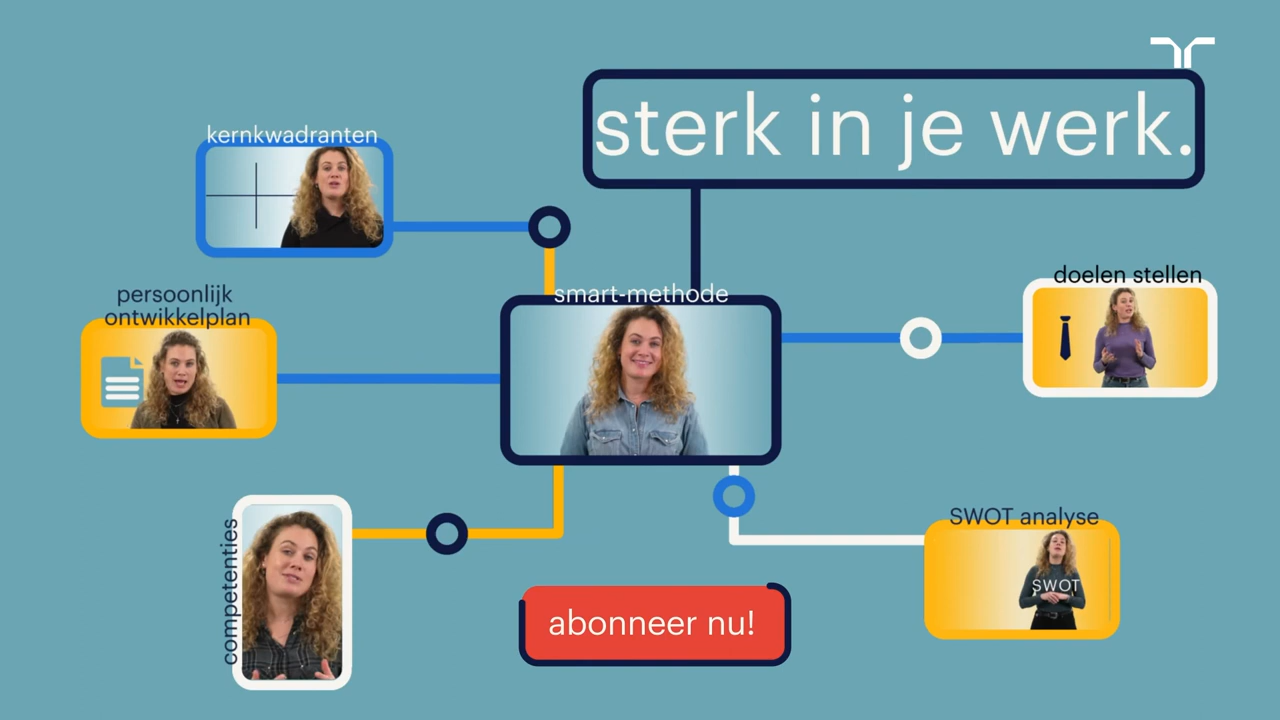 sterk in je werk.
kernkwadranten
smart-methode
doelen stellen
persoonlijk
ontwikkelplan
competenties
SWOT analyse
SWOT
abonneer nu!